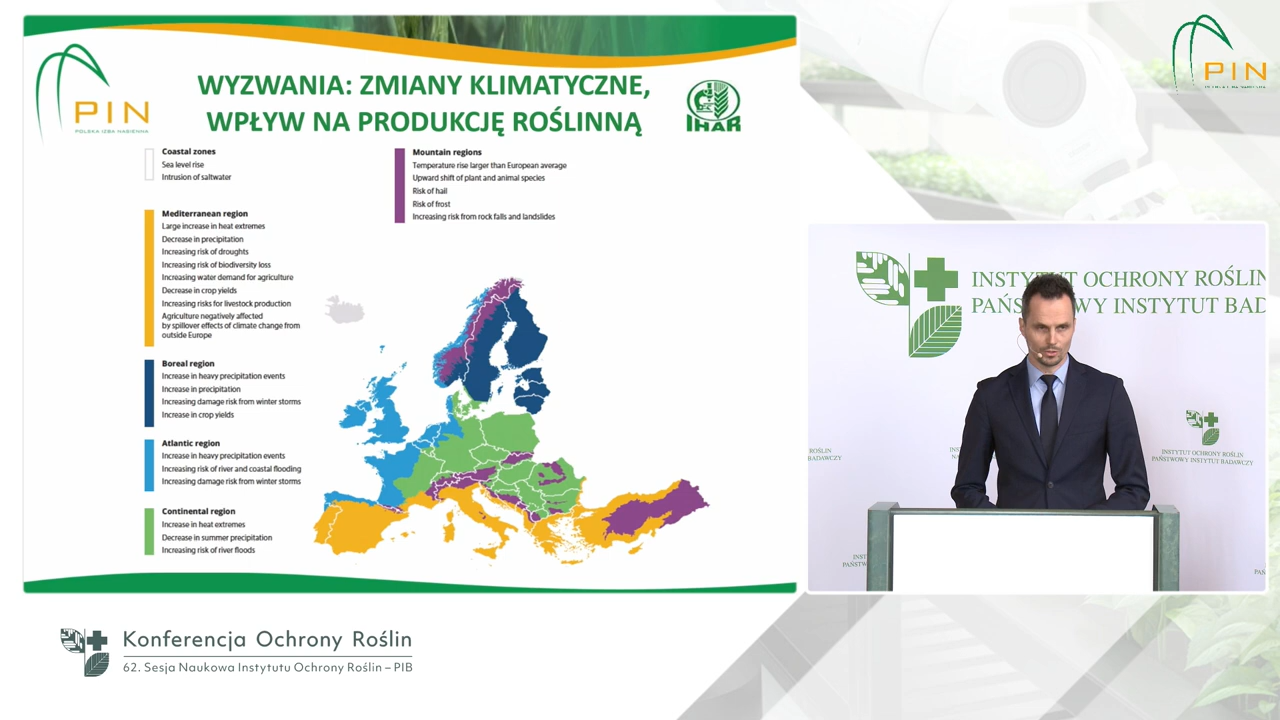 PIN
POLSKA IZBA NASIENNA
WYZWANIA: ZMIANY KLIMATYCZNE,
WPŁYW NA PRODUKCJĘ ROŚLINNĄ
IHAR
Coastal zones
Sea level rise
Intrusion of saltwater
Mediterranean region
Large increase in heat extremes
Decrease in precipitation
Increasing risk of droughts
Increasing risk of biodiversity loss
Increasing water demand for agriculture
Decrease in crop yields
Increasing risks for livestock production
Agriculture negatively affected
by spillover effects of climate change from
outside Europe
Boreal region
Increase in heavy precipitation events
Increase in precipitation
Increasing damage risk from winter storms
Increase in crop yields
Atlantic region
Increase in heavy precipitation events
Increasing risk of river and coastal flooding
Increasing damage risk from winter storms
Continental region
Increase in heat extremes
Decrease in summer precipitation
Increasing risk of river floods
Mountain regions
Temperature rise larger than European average
Upward shift of plant and animal species
Risk of hail
Risk of frost
Increasing risk from rock falls and landslides
PIN
INSTYTUT OCHRONY ROŚLIN
PAŃSTWOWY INSTYTUT BAD
ROŚLIN
BADAWCZY
INSTYTUT OCHRONY ROŚLIN
PAŃSTWOWY INSTYTUT BADAWCZY
Konferencja Ochrony Roślin
62. Sesja Naukowa Instytutu Ochrony Roślin – PIB